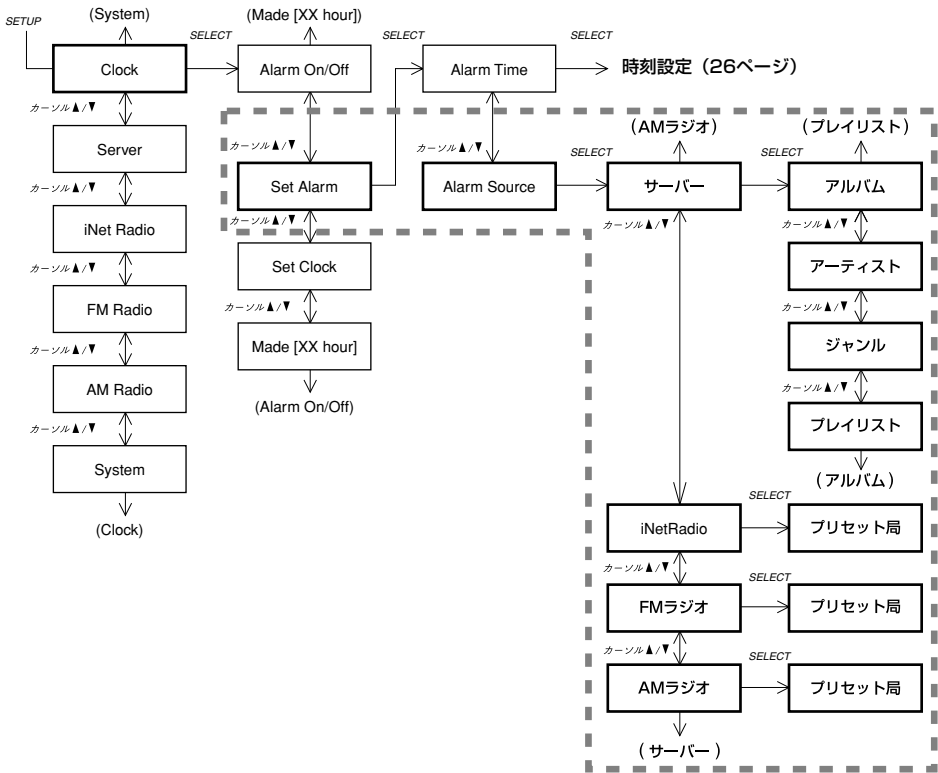 SETUP
(System)
(Made [XX hour])
SELECT
SELECT
SELECT
Clock
Alarm On/Off
Alarm Time
時刻設定（26ページ）
カーソル▲/▼
Server
カーソル▲/▼
カーソル▲/▼
SELECT
(AMラジオ)
SELECT
(プレイリスト)
カーソル▲/▼
Set Alarm
Alarm Source
サーバー
アルバム
iNet Radio
カーソル▲/▼
カーソル▲/▼
カーソル▲/▼
カーソル▲/▼
Set Clock
アーティスト
FM Radio
カーソル▲/▼
カーソル▲/▼
カーソル▲/▼
Made [XX hour]
ジャンル
AM Radio
(Alarm On/Off)
カーソル▲/▼
カーソル▲/▼
プレイリスト
System
(アルバム)
(Clock)
SELECT
iNetRadio
プリセット局
カーソル▲/▼
SELECT
FMラジオ
プリセット局
カーソル▲/▼
SELECT
AMラジオ
プリセット局
(サーバー)